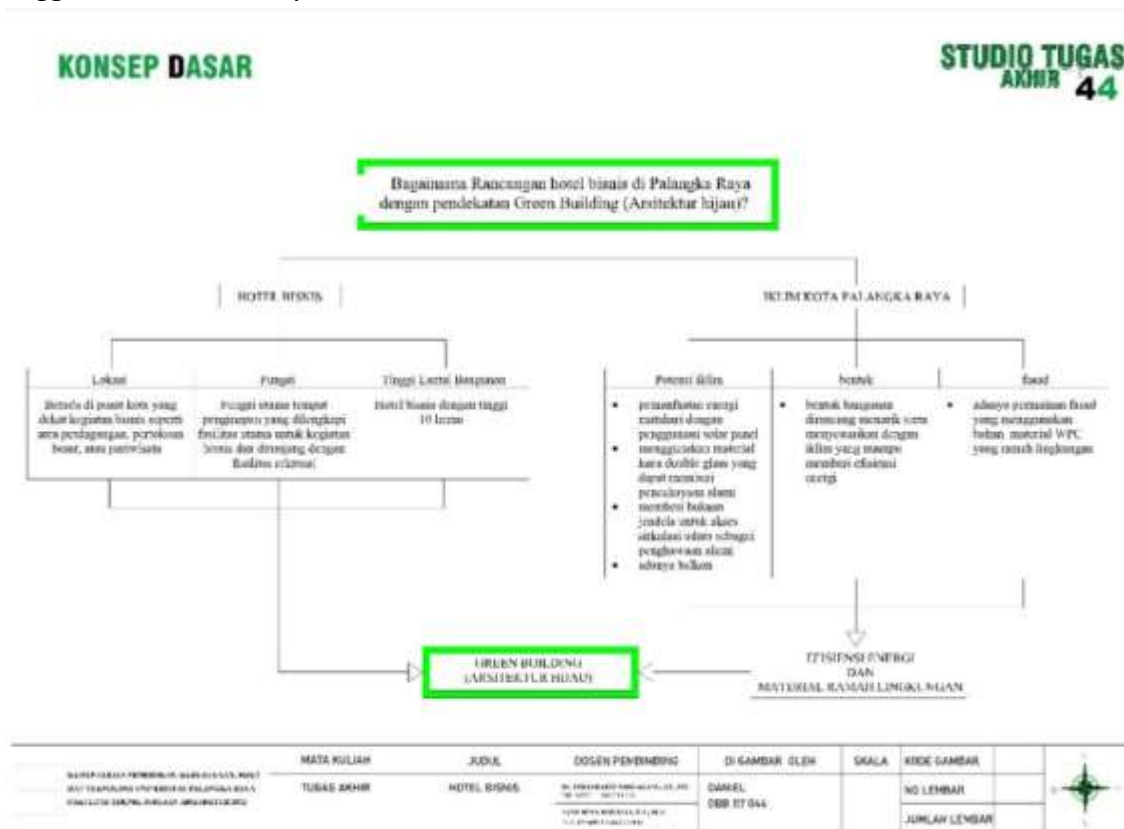 KONSEP DASAR
STUDIO TUGAS
AKHIR 44
Bagaimana Rancangan hotel bisnis di Palangka Raya
dengan pendekatan Green Building (Arsitektur hijau)?
HOTEL BISNIS
IKLIM KOTA PALANGKA RAYA
Lokasi
Berada di pusat kota yang
dekat kegiatan bisnis seperti
area perdagangan, pertokoan
besar, atau pariwisata
Fungsi
Fungsi utama tempat
penginapan yang dilengkapi
fasilitas utama untuk kegiatan
bisnis dan ditunjang dengan
fasilitas rekreasi
Tinggi Lantai Bangunan
Hotel bisnis dengan tinggi
10 lantai
Potensi iklim
pemanfaatan energi
matahari dengan
penggunaan solar panel
menggunakan material
kaca double glass yang
dapat
pencahayaan alami
memberi bukaan
jendela untuk akses
sirkulasi udara sebagai
penghawaan alami
adanya balkon
bentuk
bentuk bangunan
dirancang menarik serta
menyesuaikan dengan
iklim yang mampu
memberi efisiensi
energi
fasad
adanya permainan fasad
yang menggunakan
bahan material WPC
yang ramah lingkungan
GREEN BUILDING
(ARSITEKTUR HIJAU)
EFISIENSI ENERGI
DAN
MATERIAL RAMAH LINGKUNGAN
MATA KULIAH
TUGAS AKHIR
JUDUL
HOTEL BISNIS
DOSEN PEMBIMBING
DI GAMBAR OLEH
DANIEL
DBB 117 044
SKALA
KODE GAMBAR
NO LEMBAR
JUMLAH LEMBAR